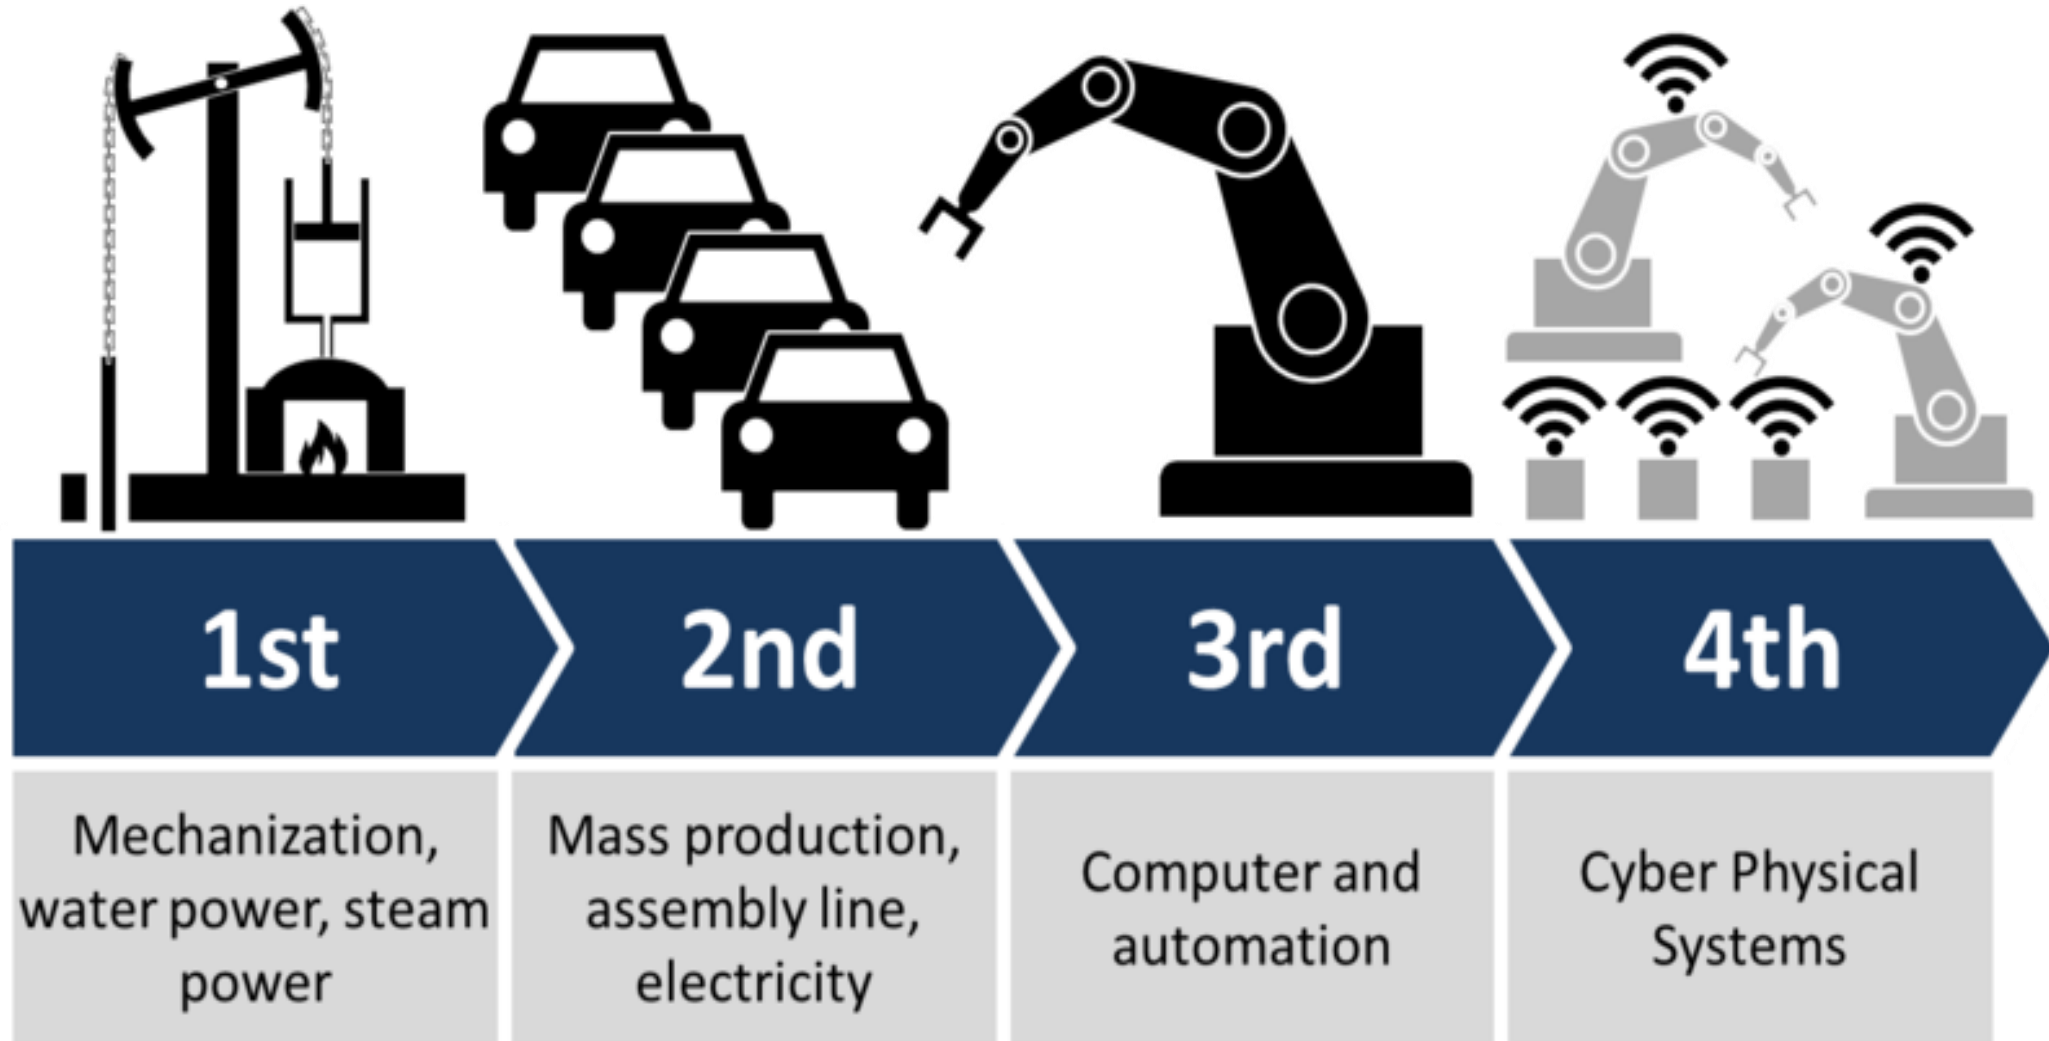 1st
2nd
3rd
4th
Mechanization,
water power, steam
power
Mass production,
assembly line,
electricity
Computer and
automation
Cyber Physical
Systems